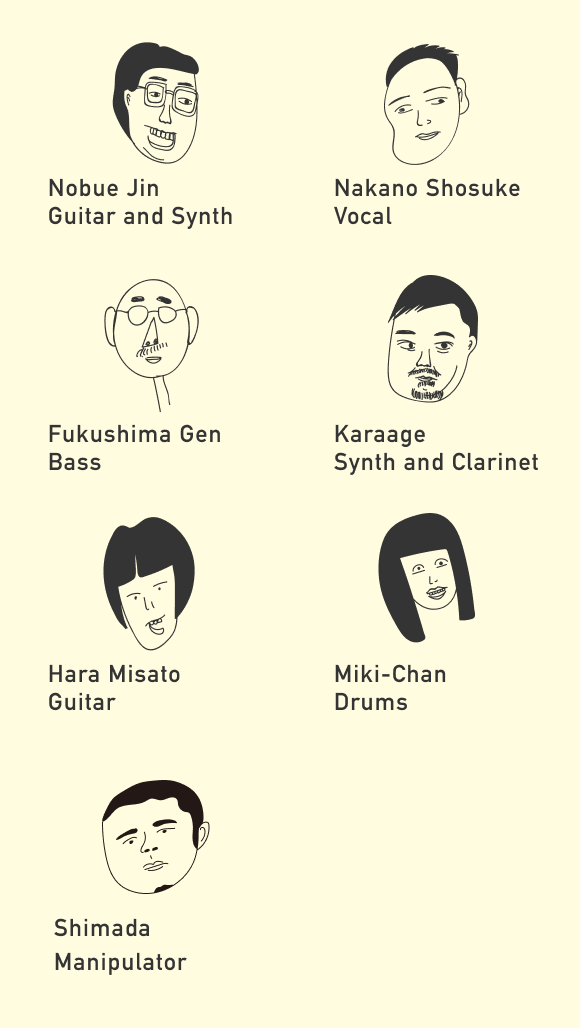 Nobue Jin
Guitar and Synth
Nakano Shosuke
Vocal
Fukushima Gen
Bass
Karaage
Synth and Clarinet
Hara Misato
Guitar
Miki-Chan
Drums
Shimada
Manipulator